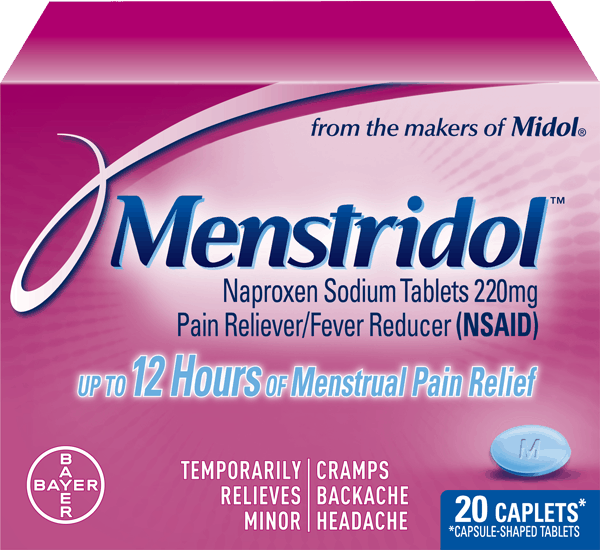 from the makers of Midol®
Menstridol™
Naproxen Sodium Tablets 220mg
Pain Reliever/Fever Reducer (NSAID)
UP TO 12 Hours OF Menstrual Pain Relief
TEMPORARILY RELIEVES MINOR
CRAMPS
BACKACHE
HEADACHE
BAYER
BAYER
M
20 CAPLETS*
*CAPSULE-SHAPED TABLETS